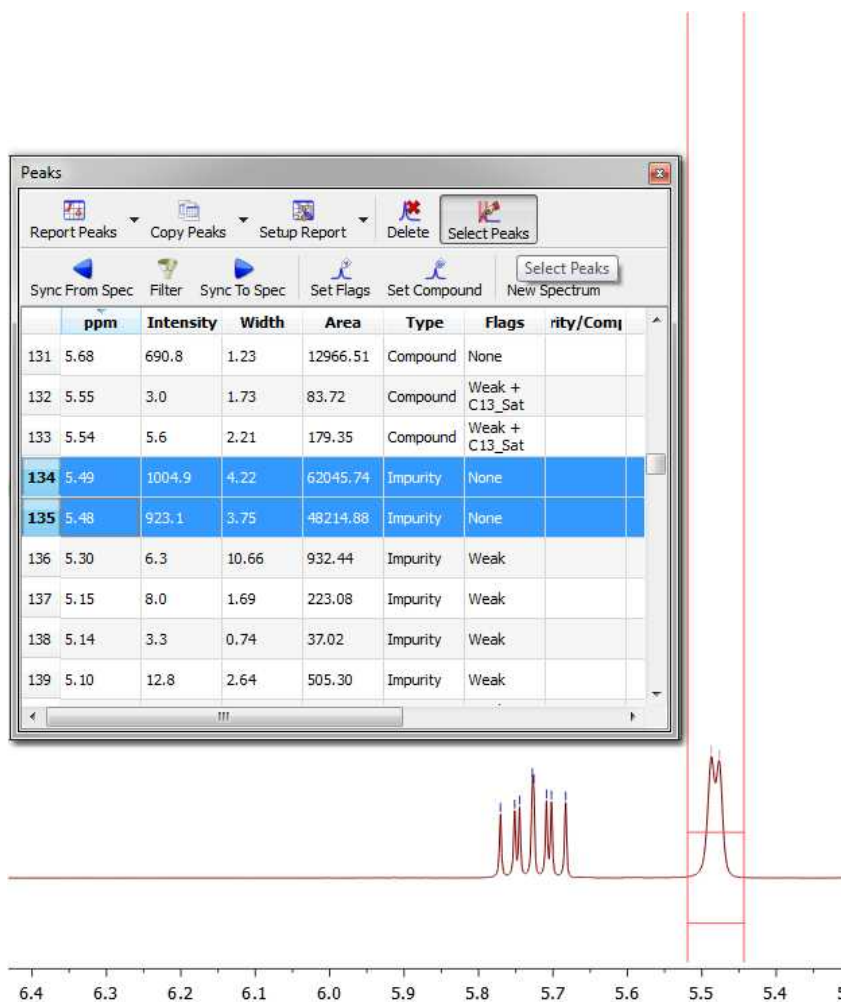 Peaks
Report Peaks Copy Peaks Setup Report Delete Select Peaks
Select Peaks
Sync From Spec Filter Sync To Spec Set Flags Set Compound New Spectrum
ppm Intensity Width Area Type Flags rity/Comp
131 5.68 690.8 1.23 12966.51 Compound None
132 5.55 3.0 1.73 83.72 Compound Weak + C13_Sat
133 5.54 5.6 2.21 179.35 Compound Weak + C13_Sat
134 5.49 1004.9 4.22 62045.74 Impurity None
135 5.48 923.1 3.75 48214.88 Impurity None
136 5.30 6.3 10.66 932.44 Impurity Weak
137 5.15 8.0 1.69 223.08 Impurity Weak
138 5.14 3.3 0.74 37.02 Impurity Weak
139 5.10 12.8 2.64 505.30 Impurity Weak
6.4 6.3 6.2 6.1 6.0 5.9 5.8 5.7 5.6 5.5 5.4